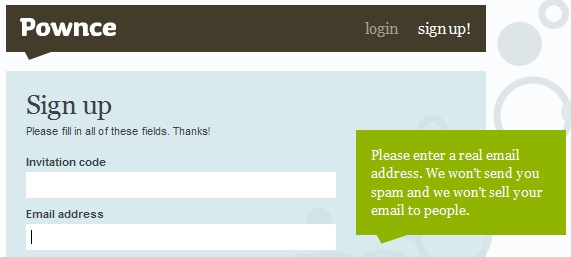 Pownce
login sign up!
Sign up
Please fill in all of these fields. Thanks!
Invitation code
Please enter a real email
address. We won't send you
spam and we won't sell your
email to people.
Email address